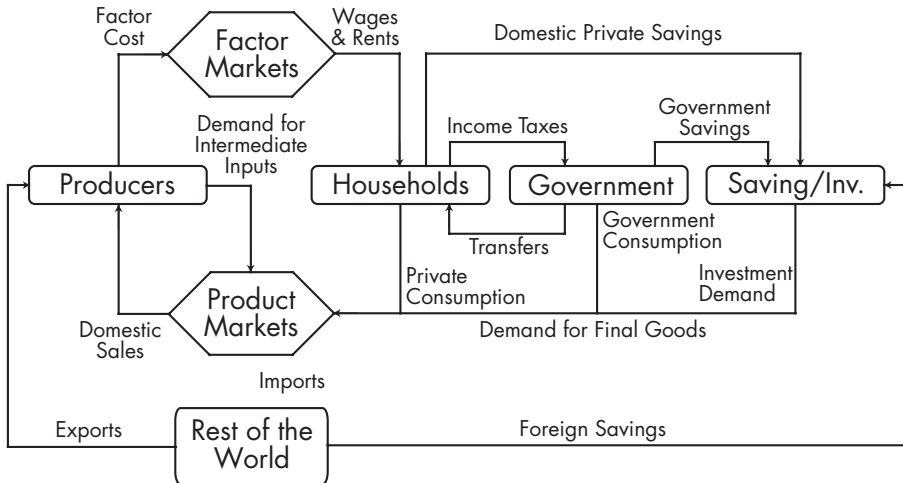 Factor
Cost
Factor
Markets
Wages
& Rents
Domestic Private Savings
Demand for
Intermediate
Inputs
Income Taxes
Government
Savings
Producers
Households
Government
Saving/Inv.
Transfers
Government
Consumption
Private
Consumption
Investment
Demand
Product
Markets
Domestic
Sales
Demand for Final Goods
Imports
Exports
Rest of the
World
Foreign Savings